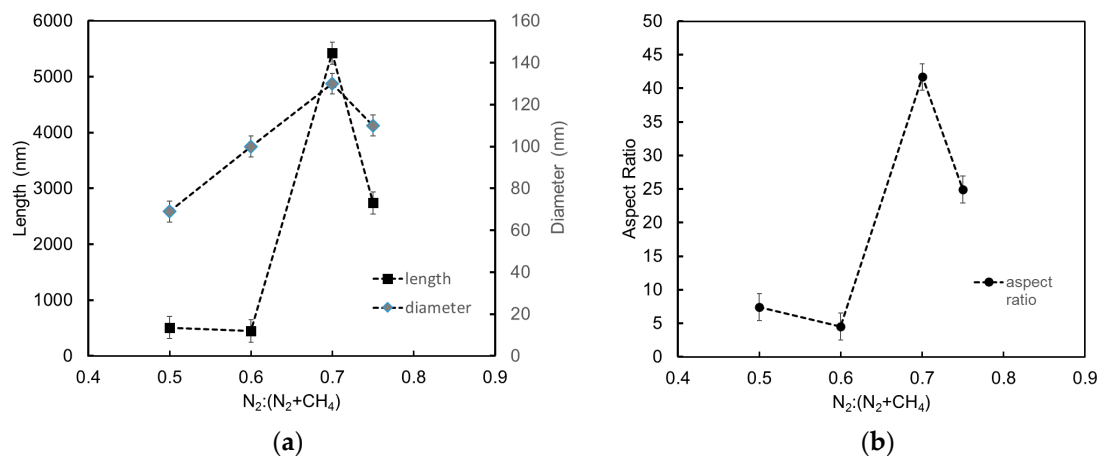 6000
5000
4000
3000
2000
1000
0
Length (nm)
160
140
120
100
80
60
40
20
0
Diameter (nm)
length
diameter
0.4 0.5 0.6 0.7 0.8 0.9
N₂:(N₂+CH₄)
(a)
50
45
40
35
30
25
20
15
10
5
0
Aspect Ratio
aspect
ratio
0.4 0.5 0.6 0.7 0.8 0.9
N₂:(N₂+CH₄)
(b)